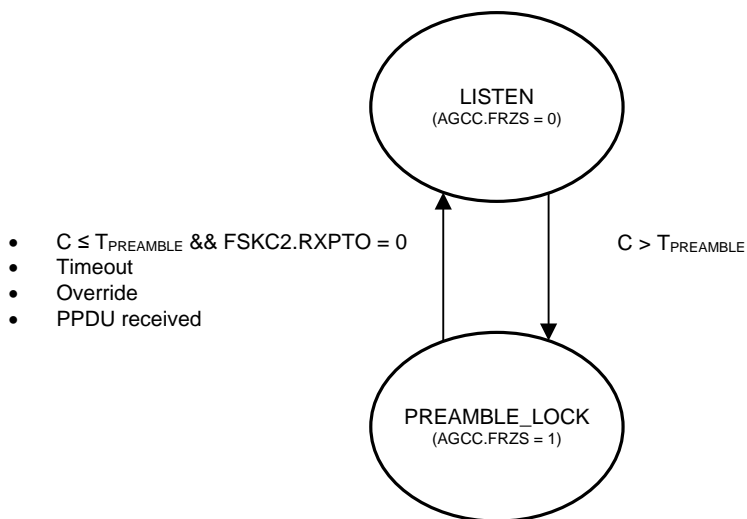 LISTEN
(AGCC.FRZS = 0)
• C ≤ TPREAMBLE && FSKC2.RXPTO = 0
• Timeout
• Override
• PPDU received
C > TPREAMBLE
PREAMBLE_LOCK
(AGCC.FRZS = 1)